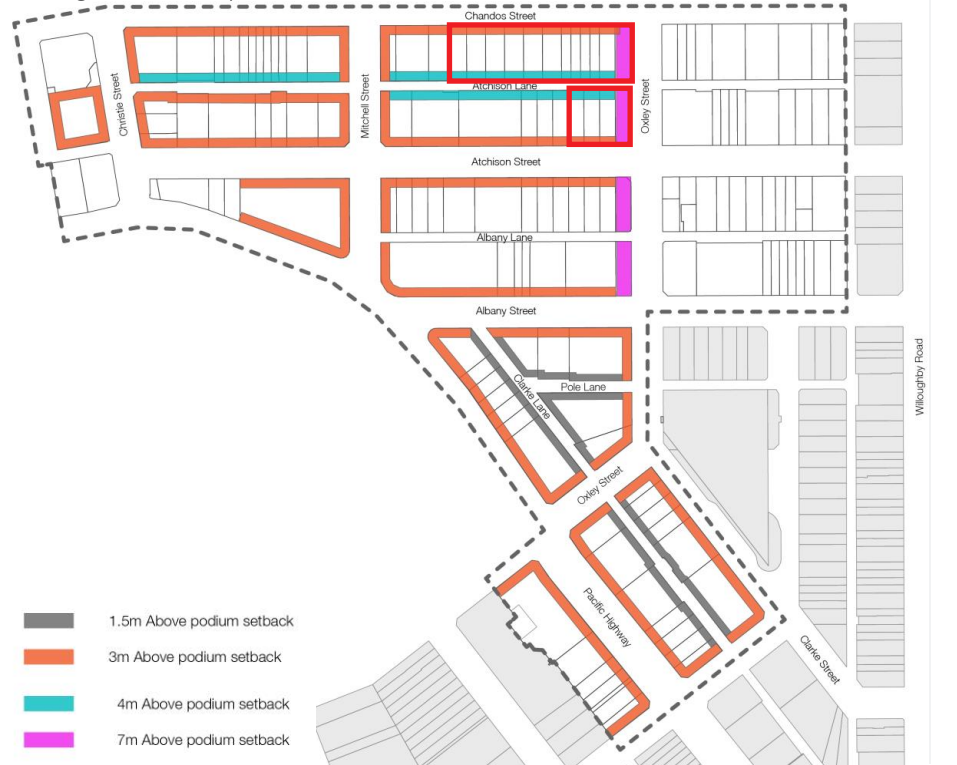 Chandos Street
Christie Street
Mitchell Street
Atchison Lane
Oxley Street
Atchison Street
Albany Lane
Albany Street
Clarke Lane
Pole Lane
Willoughby Road
Oxley Street
Pacific Highway
Clarke Street
1.5m Above podium setback
3m Above podium setback
4m Above podium setback
7m Above podium setback